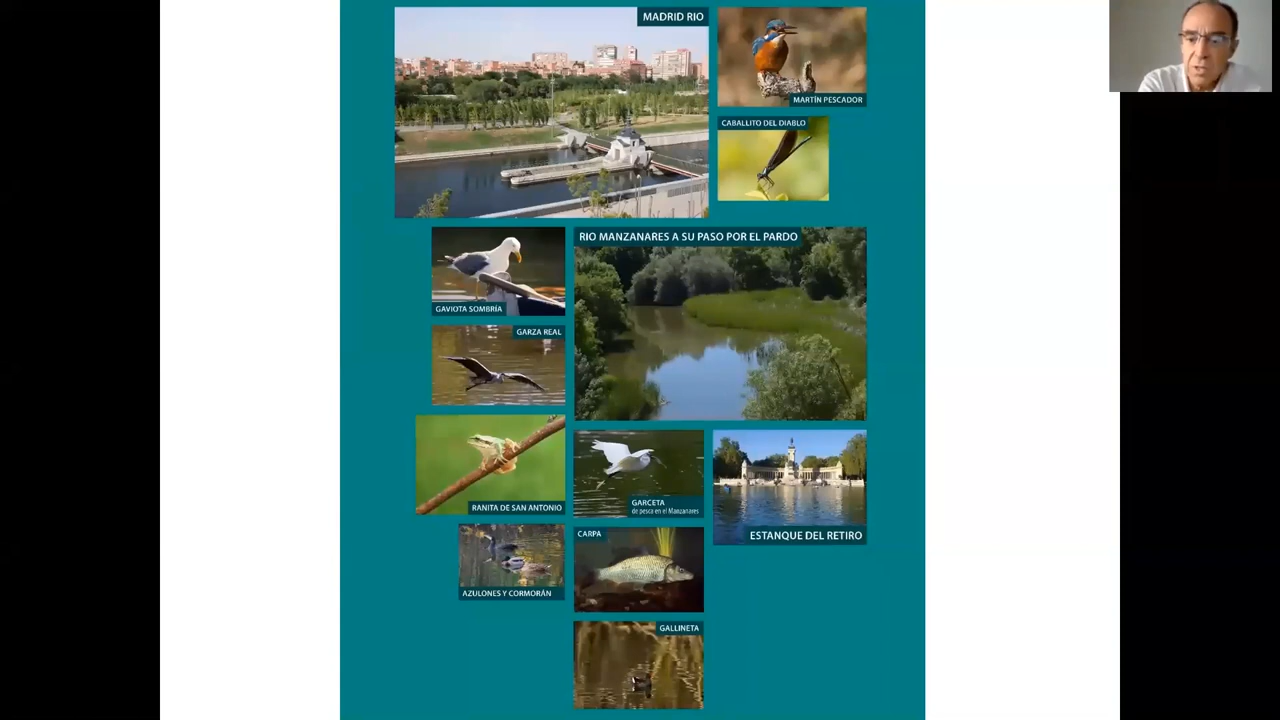 MADRID RIO
MARTÍN PESCADOR
CABALLITO DEL DIABLO
RIO MANZANARES A SU PASO POR EL PARDO
GAVIOTA SOMBRÍA
GARZA REAL
RANITA DE SAN ANTONIO
GARCETA
de pesca en el Manzanares
ESTANQUE DEL RETIRO
CARPA
AZULONES Y CORMORÁN
GALLINETA